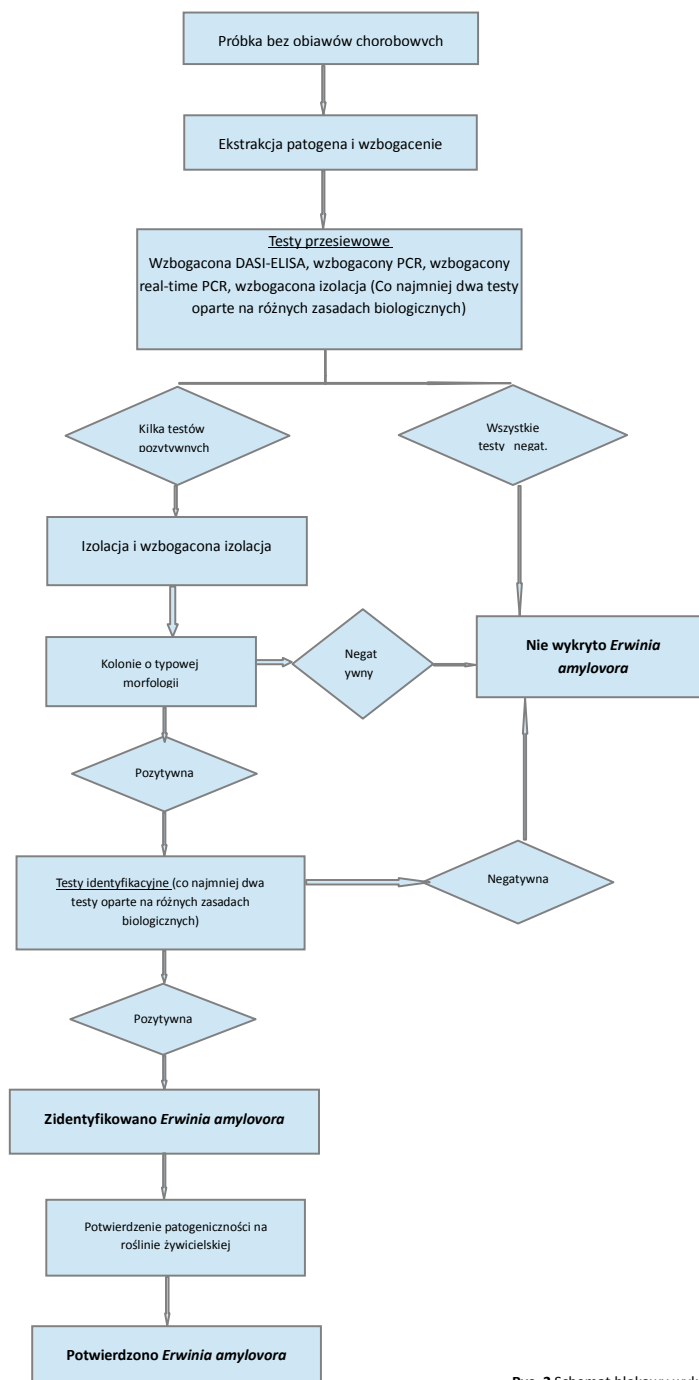 Próbka bez objawów chorobowych
Ekstrakcja patogena i wzbogacenie
Testy przesiewowe
Wzbogacona DASI-ELISA, wzbogacony PCR, wzbogacony
real-time PCR, wzbogacona izolacja (Co najmniej dwa testy
oparte na różnych zasadach biologicznych)
Kilka testów
pozytywnych
Wszystkie
testy negat.
Izolacja i wzbogacona izolacja
Kolonie o typowej
morfologii
Negat
ywny
Nie wykryto Erwinia
amylovora
Pozytywna
Testy identyfikacyjne (co najmniej dwa
testy oparte na różnych zasadach
biologicznych)
Negatywna
Pozytywna
Zidentyfikowano Erwinia amylovora
Potwierdzenie patogeniczności na
roślinie żywicielskiej
Potwierdzono Erwinia amylovora